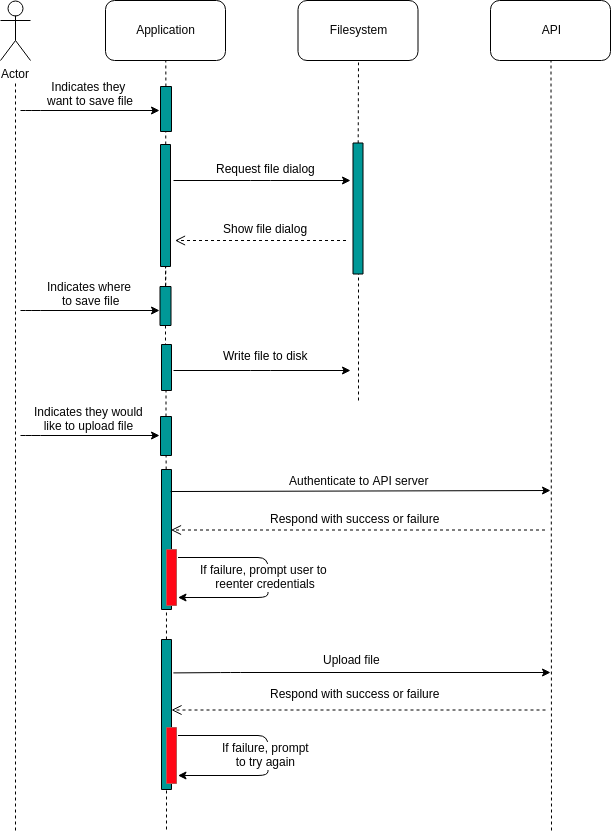 Application
Filesystem
API
Actor
Indicates they
want to save file
Request file dialog
Show file dialog
Indicates where
to save file
Write file to disk
Indicates they would
like to upload file
Authenticate to API server
Respond with success or failure
If failure, prompt user to
reenter credentials
Upload file
Respond with success or failure
If failure, prompt
to try again